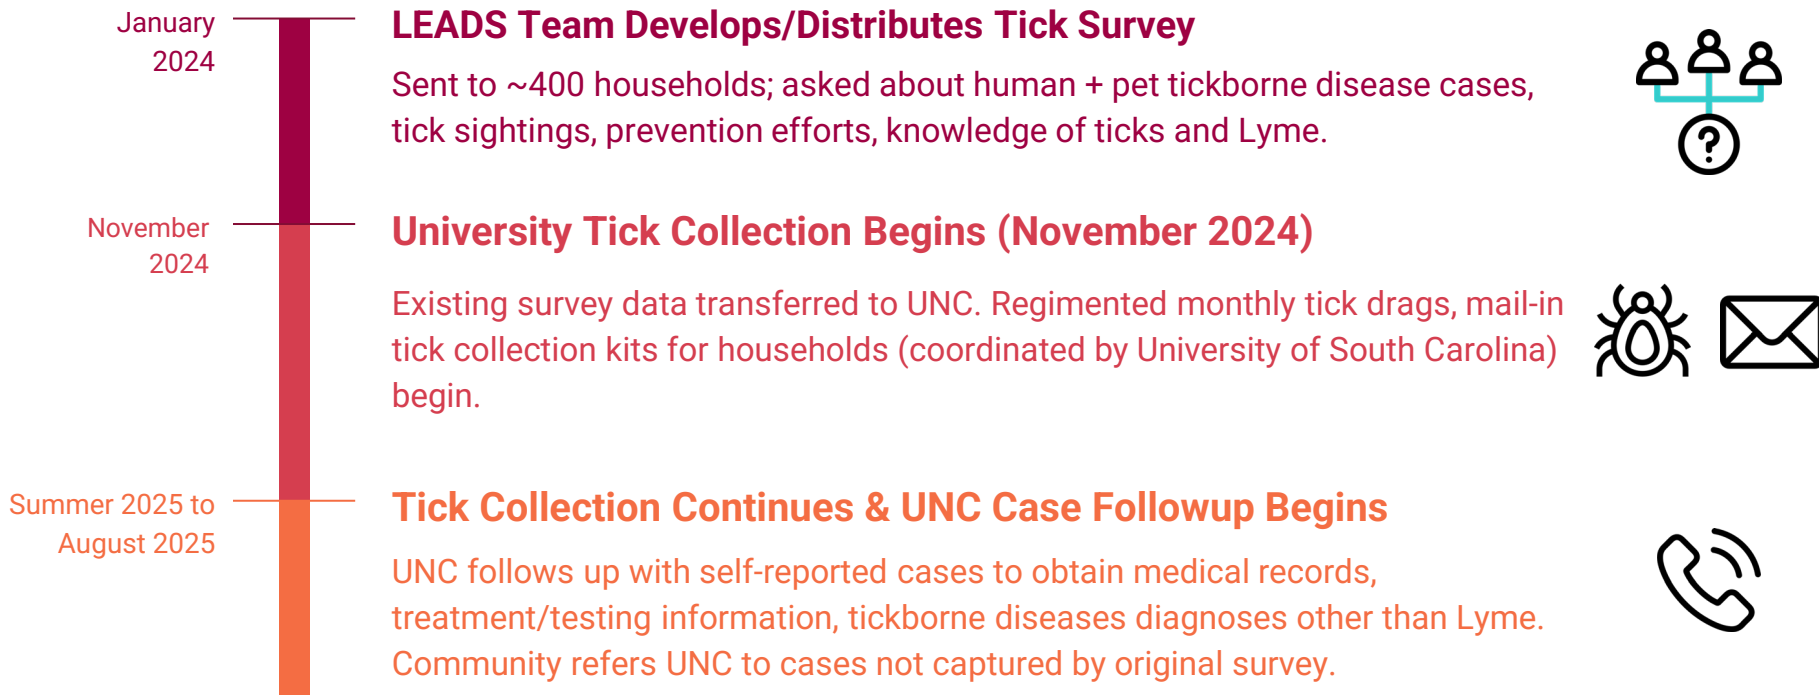 January
2024
LEADS Team Develops/Distributes Tick Survey
Sent to ~400 households; asked about human + pet tickborne disease cases,
tick sightings, prevention efforts, knowledge of ticks and Lyme.
?
November
2024
University Tick Collection Begins (November 2024)
Existing survey data transferred to UNC. Regimented monthly tick drags, mail-in
tick collection kits for households (coordinated by University of South Carolina)
begin.
Summer 2025 to
August 2025
Tick Collection Continues & UNC Case Followup Begins
UNC follows up with self-reported cases to obtain medical records,
treatment/testing information, tickborne diseases diagnoses other than Lyme.
Community refers UNC to cases not captured by original survey.